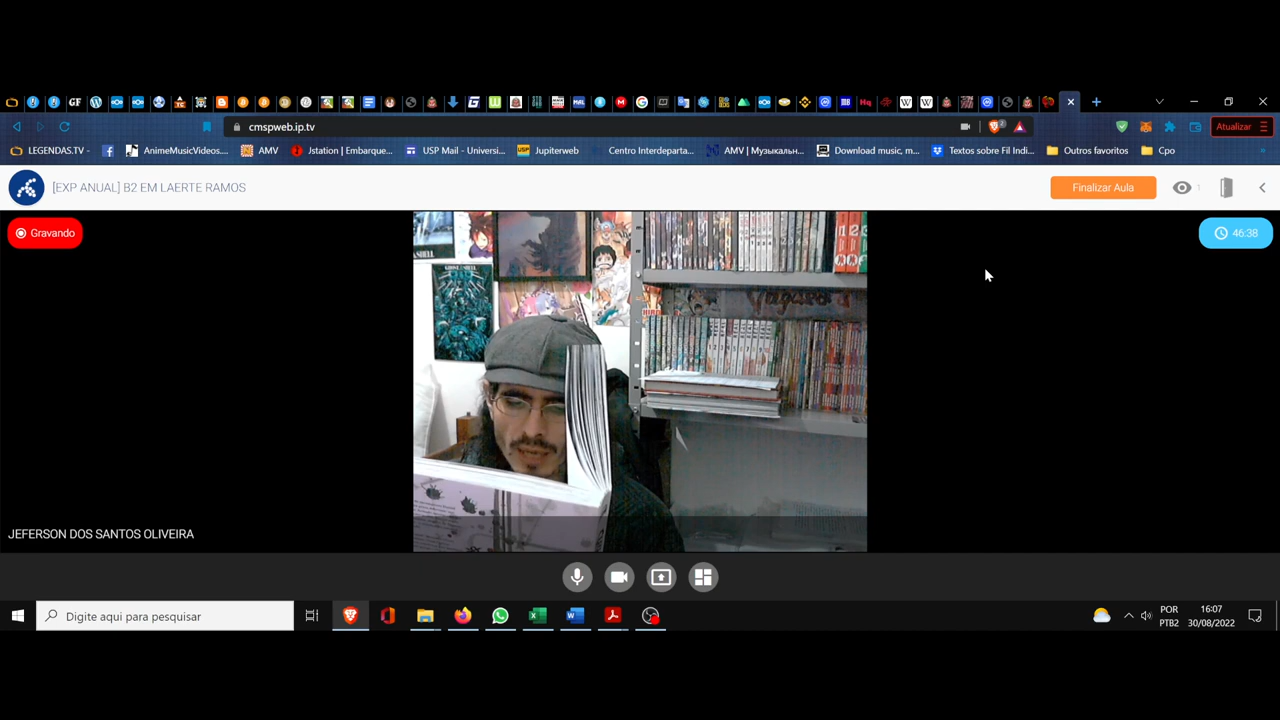 cmspweb.ip.tv
Atualizar
LEGENDAS.TV -
AnimeMusicVideos....
AMV
Jstation | Embarque...
USP Mail - Universi...
Jupiterweb
Centro Interdeparta...
AMV | Музыкальн...
Download music, m...
Textos sobre Fil Indi...
Outros favoritos
Cpo
[EXP ANUAL] B2 EM LAERTE RAMOS
Finalizar Aula
1
Gravando
46:38
JEFERSON DOS SANTOS OLIVEIRA
Digite aqui para pesquisar
POR
PTB2
16:07
30/08/2022